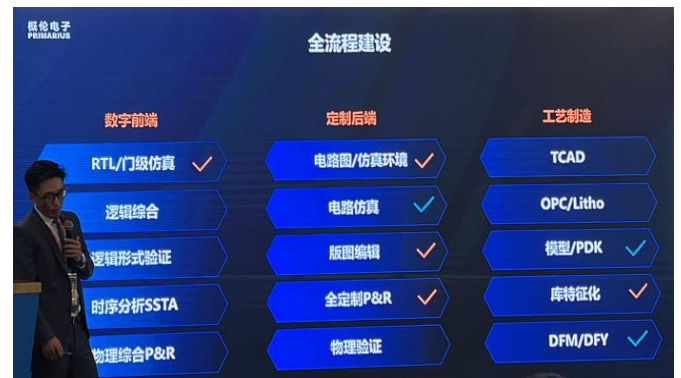 概伦电子
PRIMARIUS
全流程建设
数字前端
RTL/门级仿真
逻辑综合
逻辑形式验证
时序分析SSTA
物理综合P&R
定制后端
电路图/仿真环境
电路仿真
版图编辑
全定制P&R
物理验证
工艺制造
TCAD
OPC/Litho
模型/PDK
库特征化
DFM/DFY